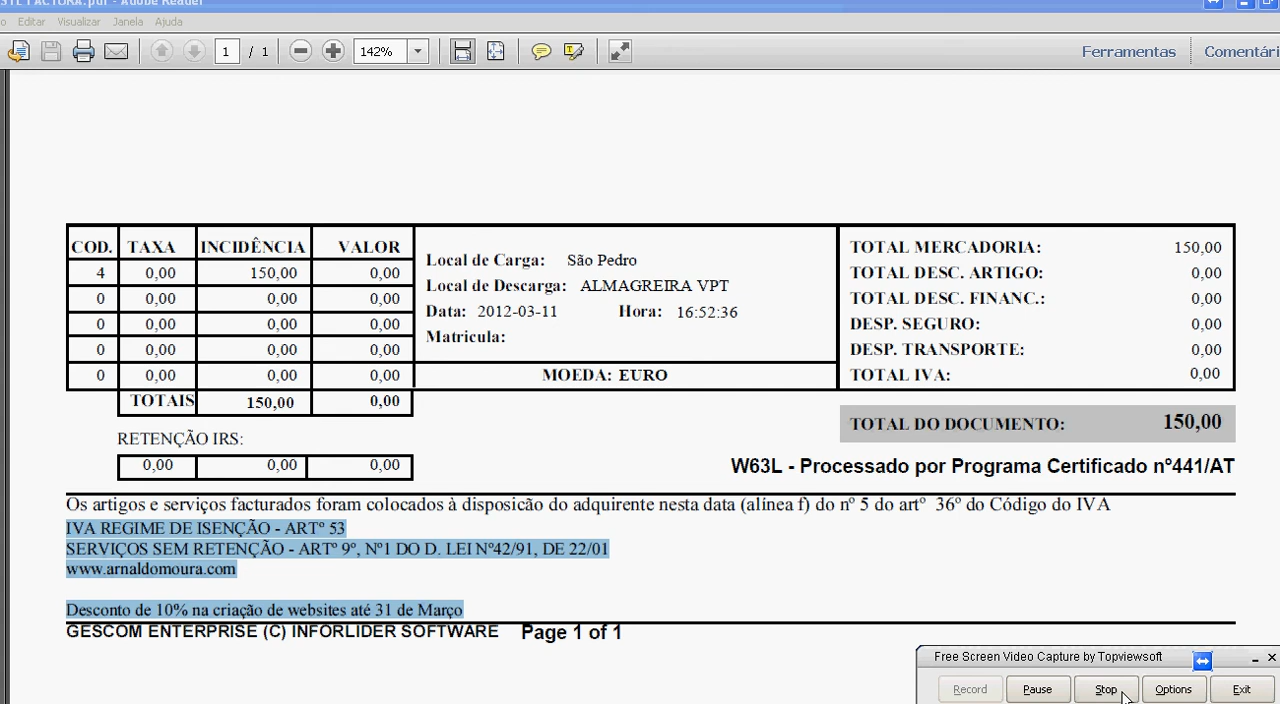 Editar Visualizar Janela Ajuda
1 / 1 142% Ferramentas
COD. TAXA INCIDÊNCIA VALOR
4 0,00 150,00 0,00
0 0,00 0,00 0,00
0 0,00 0,00 0,00
0 0,00 0,00 0,00
0 0,00 0,00 0,00
TOTAIS 150,00 0,00
RETENÇÃO IRS:
0,00 0,00 0,00
Local de Carga: São Pedro
Local de Descarga: ALMAGREIRA VPT
Data: 2012-03-11 Hora: 16:52:36
Matricula:
MOEDA: EURO
TOTAL MERCADORIA: 150,00
TOTAL DESC. ARTIGO: 0,00
TOTAL DESC. FINANC.: 0,00
DESP. SEGURO: 0,00
DESP. TRANSPORTE: 0,00
TOTAL IVA: 0,00
TOTAL DO DOCUMENTO: 150,00
W63L - Processado por Programa Certificado nº441/AT
Os artigos e serviços facturados foram colocados à disposicão do adquirente nesta data (alínea f) do nº 5 do artº 36º do Código do IVA
IVA REGIME DE ISENÇÃO - ARTº 53
SERVIÇOS SEM RETENÇÃO - ARTº 9º, Nº1 DO D. LEI Nº42/91, DE 22/01
www.arnaldomoura.com
Desconto de 10% na criação de websites até 31 de Março
GESCOM ENTERPRISE (C) INFORLIDER SOFTWARE Page 1 of 1
Free Screen Video Capture by Topviewsoft
Record Pause Stop Options Exit